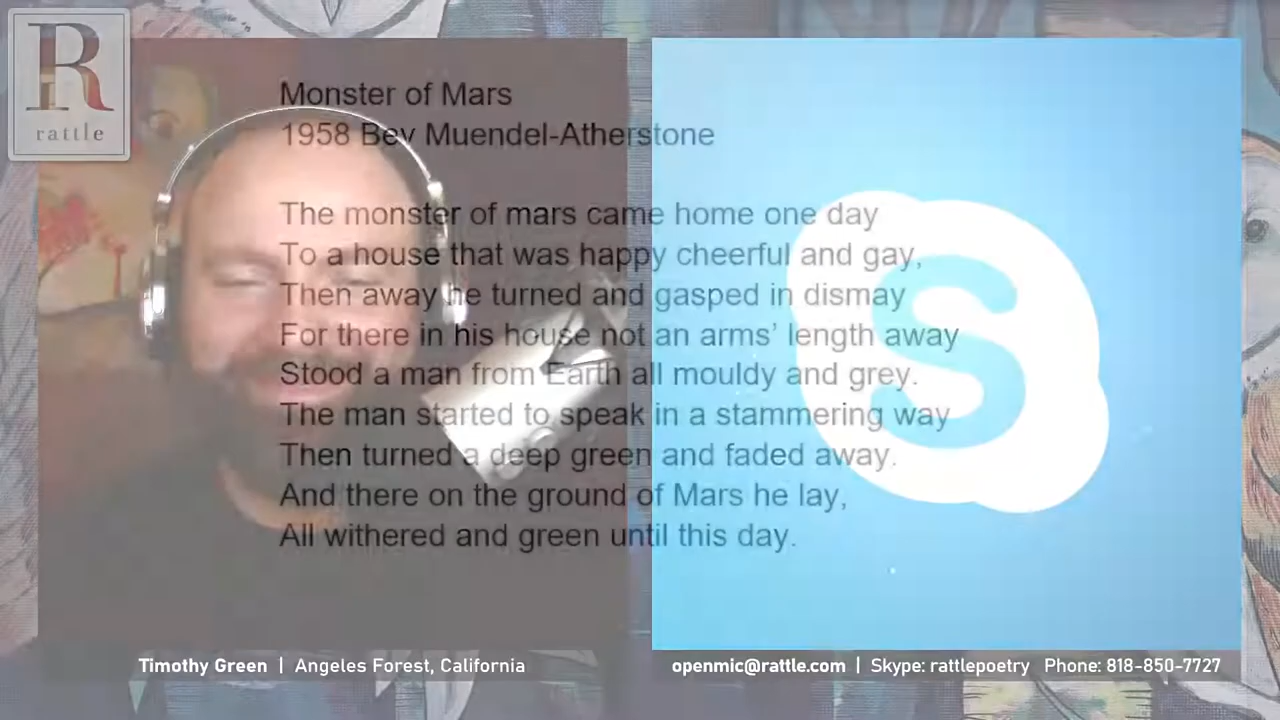 R
rattle
Monster of Mars
1958 Bev Muendel-Atherstone
The monster of mars came home one day
To a house that was happy cheerful and gay,
Then away he turned and gasped in dismay
For there in his house not an arms' length away
Stood a man from Earth all mouldy and grey.
The man started to speak in a stammering way
Then turned a deep green and faded away.
And there on the ground of Mars he lay,
All withered and green until this day.
S
Timothy Green | Angeles Forest, California
openmic@rattle.com | Skype: rattlepoetry Phone: 818-850-7727